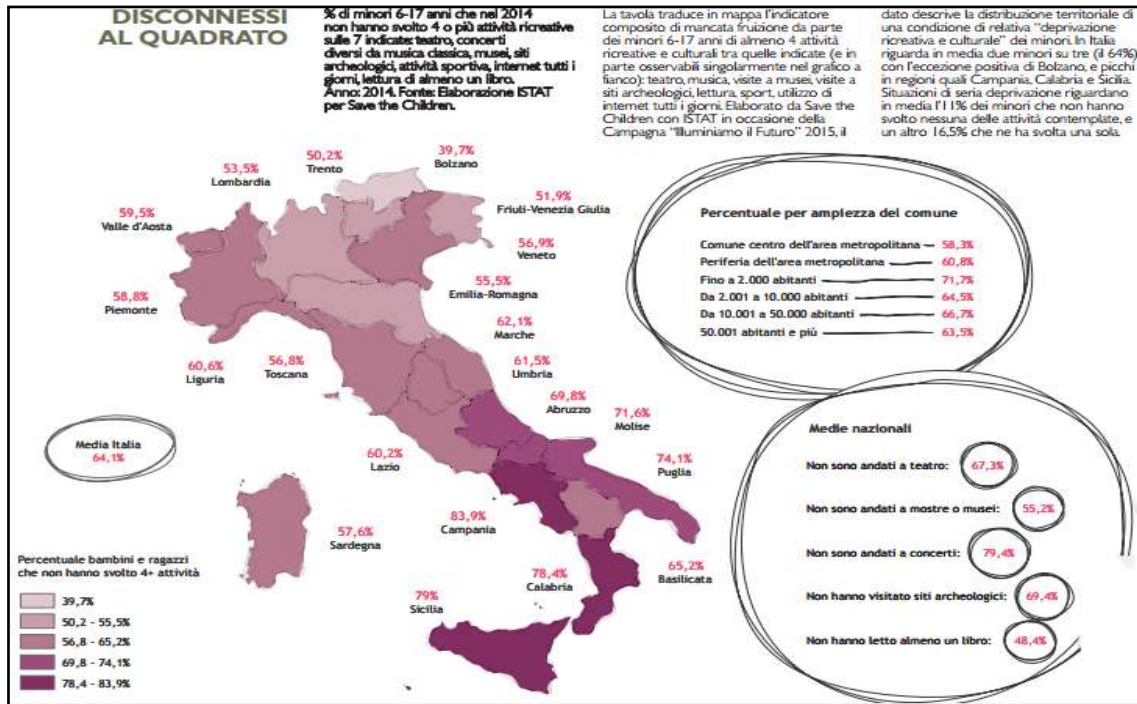 DISCONNESSI
AL QUADRATO
% di minori 6-17 anni che nel 2014
non hanno svolto 4 o più attività ricreative
sulle 7 indicate: teatro, concerti
diversi da musica classica, musei, siti
archeologici, attività sportiva, internet tutti i
giorni, lettura di almeno un libro.
Anno: 2014. Fonte: Elaborazione ISTAT
per Save the Children.
La tavola traduce in mappa l'indicatore
composito di mancata fruizione da parte
dei minori 6-17 anni di almeno 4 attività
ricreative e culturali tra quelle indicate (e in
parte osservabili singolarmente nel grafico a
fianco): teatro, musica, visite a musei, visite a
siti archeologici, lettura, sport, utilizzo di
internet tutti i giorni. Elaborato da Save the
Children con ISTAT in occasione della
Campagna "Illuminiamo il Futuro" 2015, il
dato descrive la distribuzione territoriale di
una condizione di relativa "deprivazione
ricreativa e culturale" dei minori. In Italia
riguarda in media due minori su tre (il 64%)
con l'eccezione positiva di Bolzano, e picchi
in regioni quali Campania, Calabria e Sicilia.
Situazioni di seria deprivazione riguardano
in media l'11% dei minori che non hanno
svolto nessuna delle attività contemplate, e
un altro 16,5% che ne ha svolta una sola.
39,7%
Bolzano
50,2%
Trento
53,5%
Lombardia
51,9%
Friuli-Venezia Giulia
59,5%
Valle d'Aosta
56,9%
Veneto
55,5%
Emilia-Romagna
58,8%
Piemonte
62,1%
Marche
60,6%
Liguria
56,8%
Toscana
61,5%
Umbria
69,8%
Abruzzo
71,6%
Molise
60,2%
Lazio
74,1%
Puglia
83,9%
Campania
57,6%
Sardegna
65,2%
Basilicata
78,4%
Calabria
79%
Sicilia
Media Italia
64,1%
Percentuale bambini e ragazzi
che non hanno svolto 4+ attività
39,7%
50,2 - 55,5%
56,8 - 65,2%
69,8 - 74,1%
78,4 - 83,9%
Percentuale per ampiezza del comune
Comune centro dell'area metropolitana 58,3%
Periferia dell'area metropolitana 60,8%
Fino a 2.000 abitanti 71,7%
Da 2.001 a 10.000 abitanti 64,5%
Da 10.001 a 50.000 abitanti 66,7%
50.001 abitanti e più 63,5%
Medie nazionali
Non sono andati a teatro: 67,3%
Non sono andati a mostre o musei: 55,2%
Non sono andati a concerti: 79,4%
Non hanno visitato siti archeologici: 69,4%
Non hanno letto almeno un libro: 48,4%